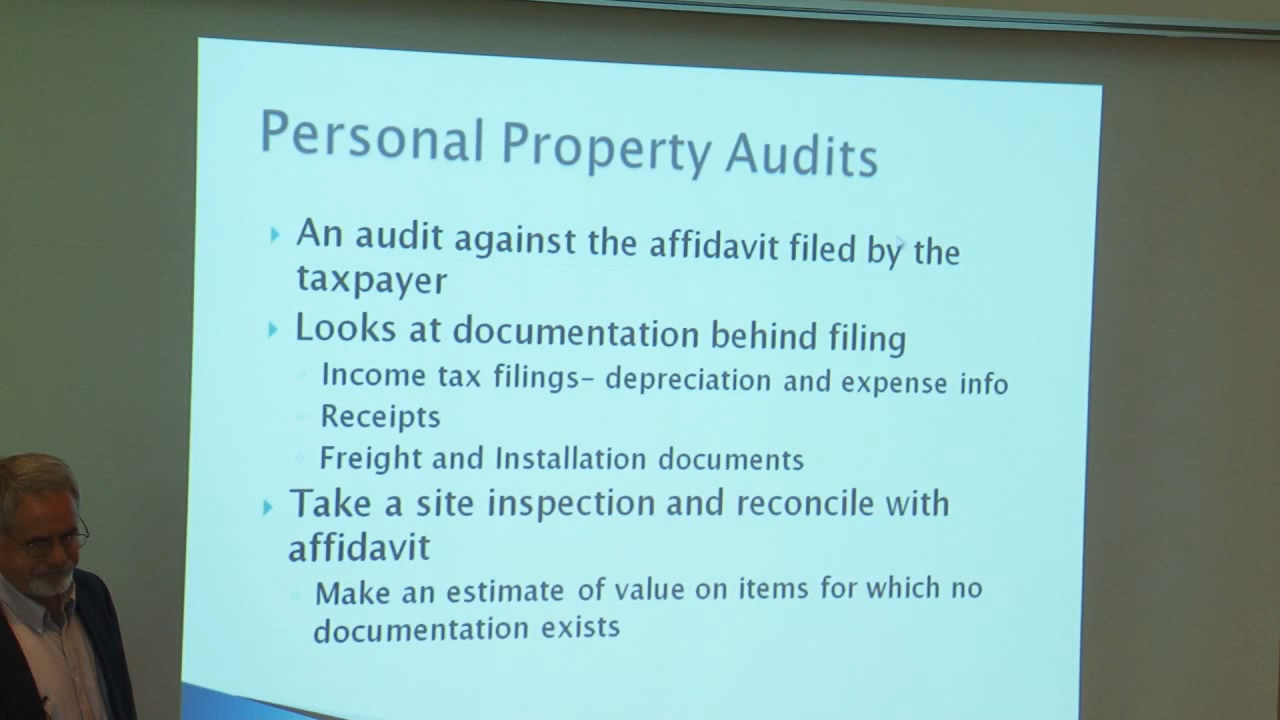 Personal Property Audits
An audit against the affidavit filed by the
taxpayer
Looks at documentation behind filing
Income tax filings- depreciation and expense info
Receipts
Freight and Installation documents
Take a site inspection and reconcile with
affidavit
Make an estimate of value on items for which no
documentation exists